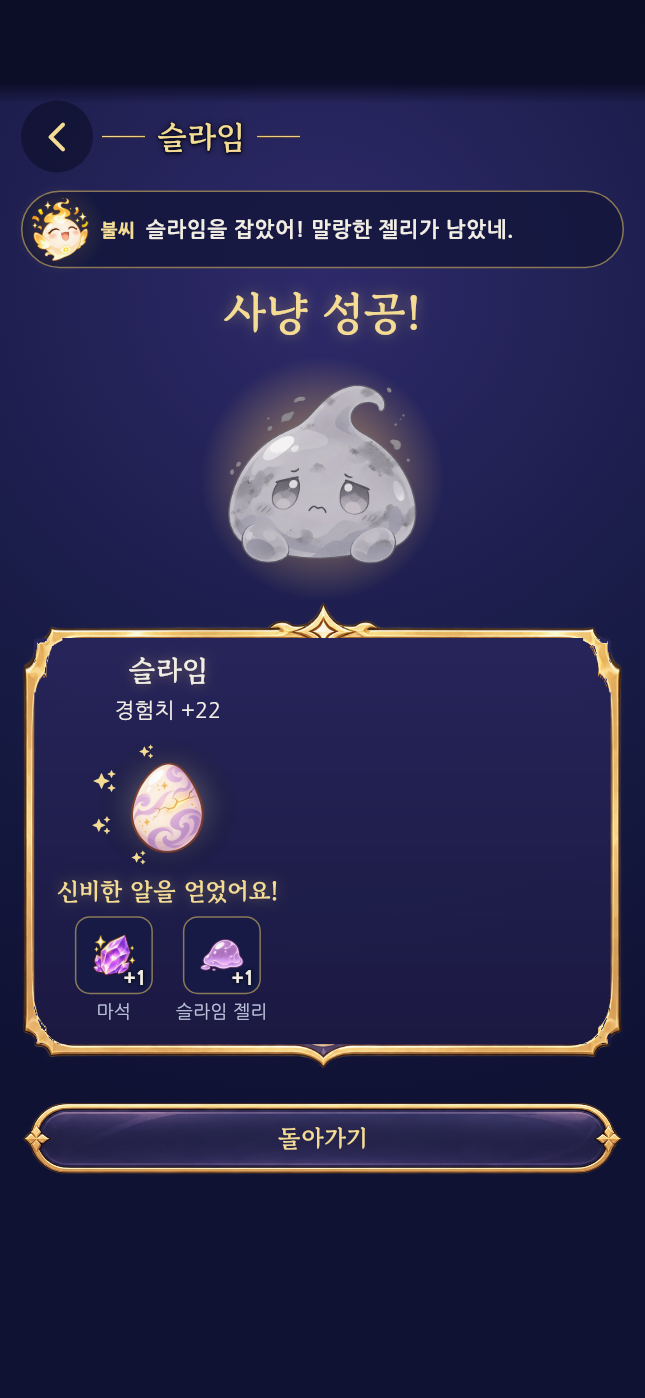 슬라임
불씨 슬라임을 잡았어! 말랑한 젤리가 남았네.
사냥 성공!
슬라임
경험치 +22
신비한 알을 얻었어요!
+1 +1
마석 슬라임 젤리
돌아가기